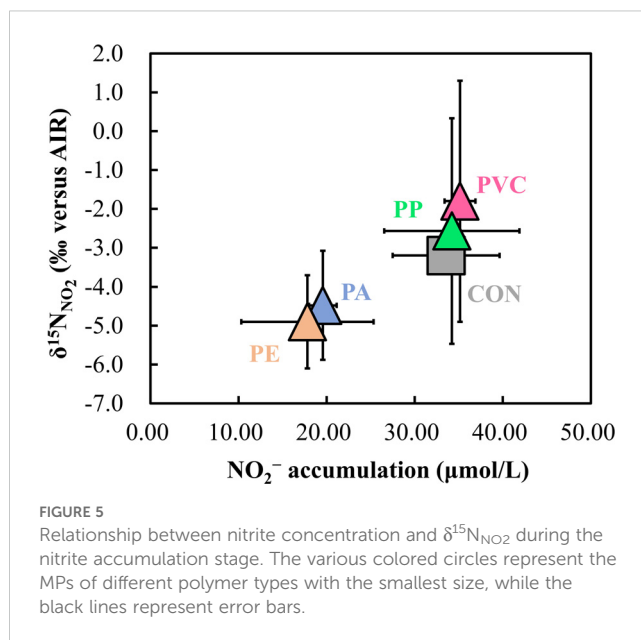 2.0
1.0
0.0
-1.0
-2.0
-3.0
-4.0
-5.0
-6.0
-7.0
δ¹⁵N_NO₂ (‰ versus AIR)
PVC
PP
CON
PA
PE
0.00 10.00 20.00 30.00 40.00 50.00
NO₂⁻ accumulation (μmol/L)
FIGURE 5
Relationship between nitrite concentration and δ¹⁵N_NO2 during the
nitrite accumulation stage. The various colored circles represent the
MPs of different polymer types with the smallest size, while the
black lines represent error bars.